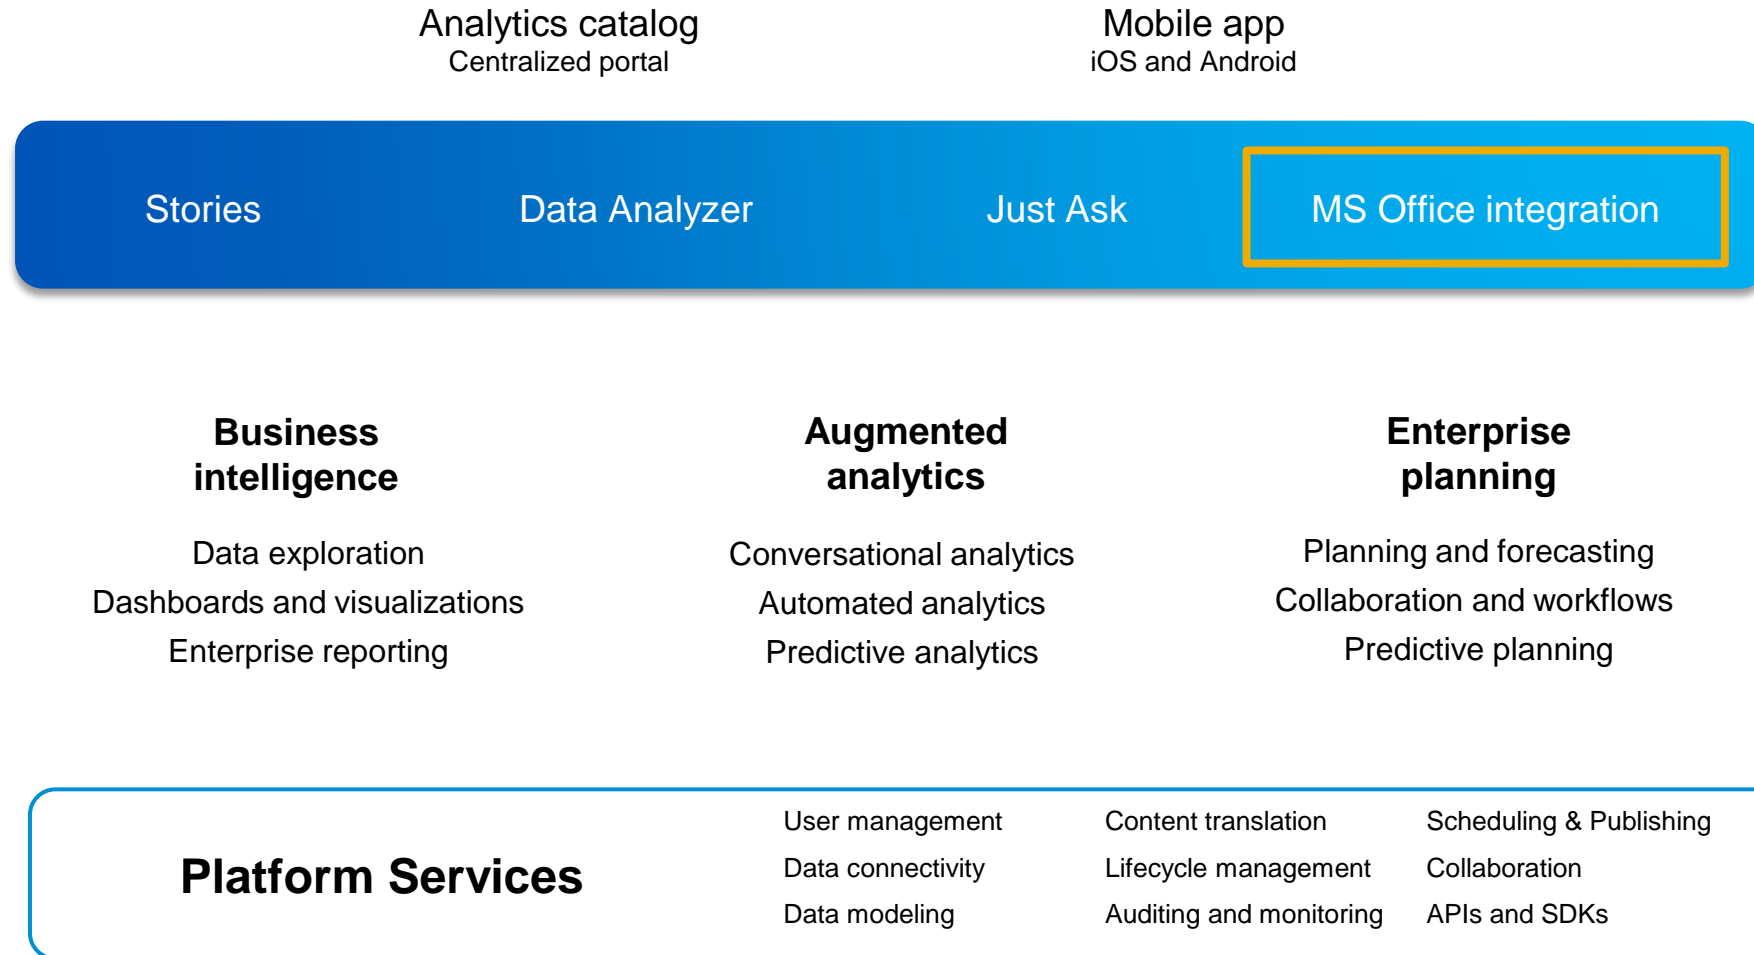 Analytics catalog
Centralized portal
Mobile app
iOS and Android
Stories
Data Analyzer
Just Ask
MS Office integration
Business
intelligence
Data exploration
Dashboards and visualizations
Enterprise reporting
Augmented
analytics
Conversational analytics
Automated analytics
Predictive analytics
Enterprise
planning
Planning and forecasting
Collaboration and workflows
Predictive planning
Platform Services
User management
Data connectivity
Data modeling
Content translation
Lifecycle management
Auditing and monitoring
Scheduling & Publishing
Collaboration
APIs and SDKs